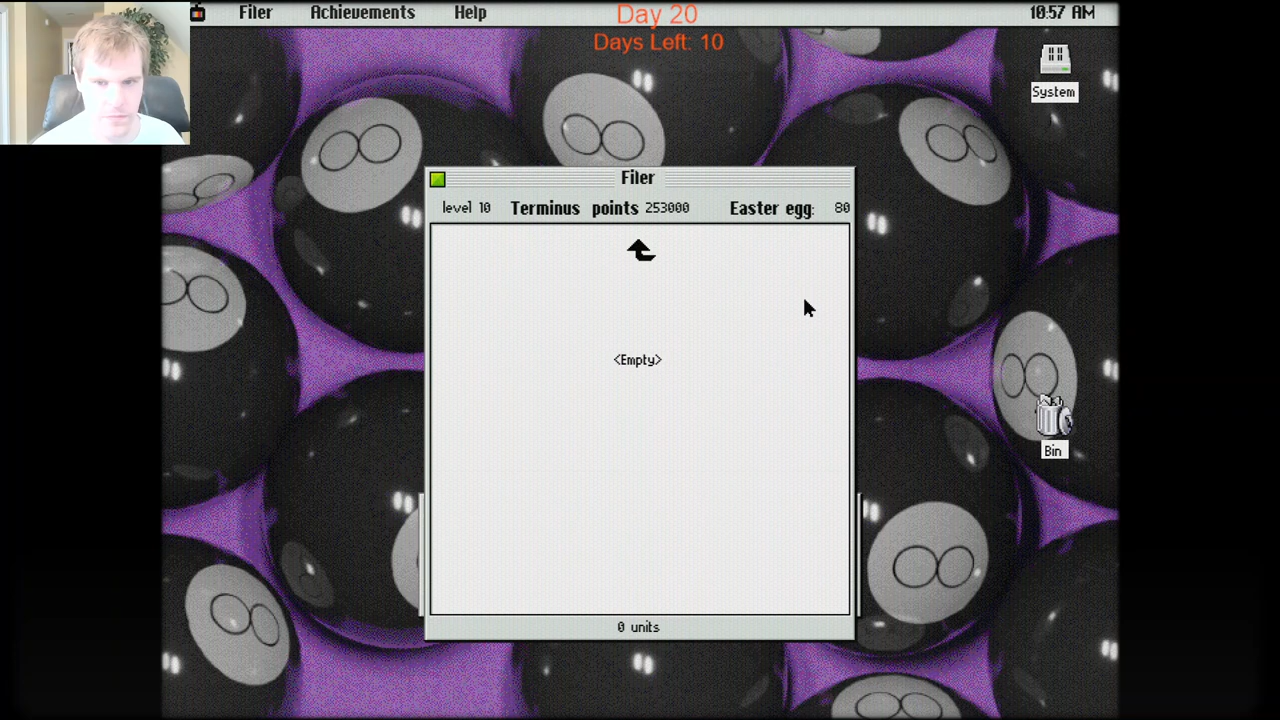 Filer Achievements Help Day 20 10:57 AM
Days Left: 10
System
Filer
level 10 Terminus points 253000 Easter egg: 80
<Empty>
Bin
0 units